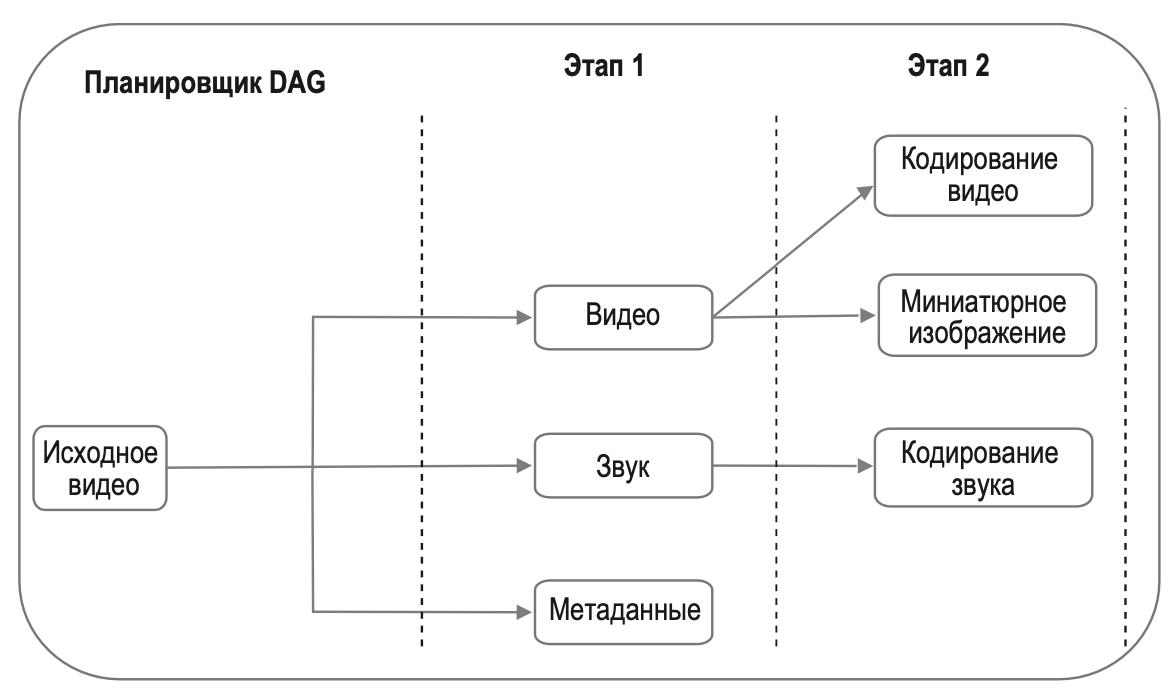 Планировщик DAG
Этап 1
Этап 2
Кодирование
видео
Миниатюрное
изображение
Видео
Исходное
видео
Звук
Кодирование
звука
Метаданные